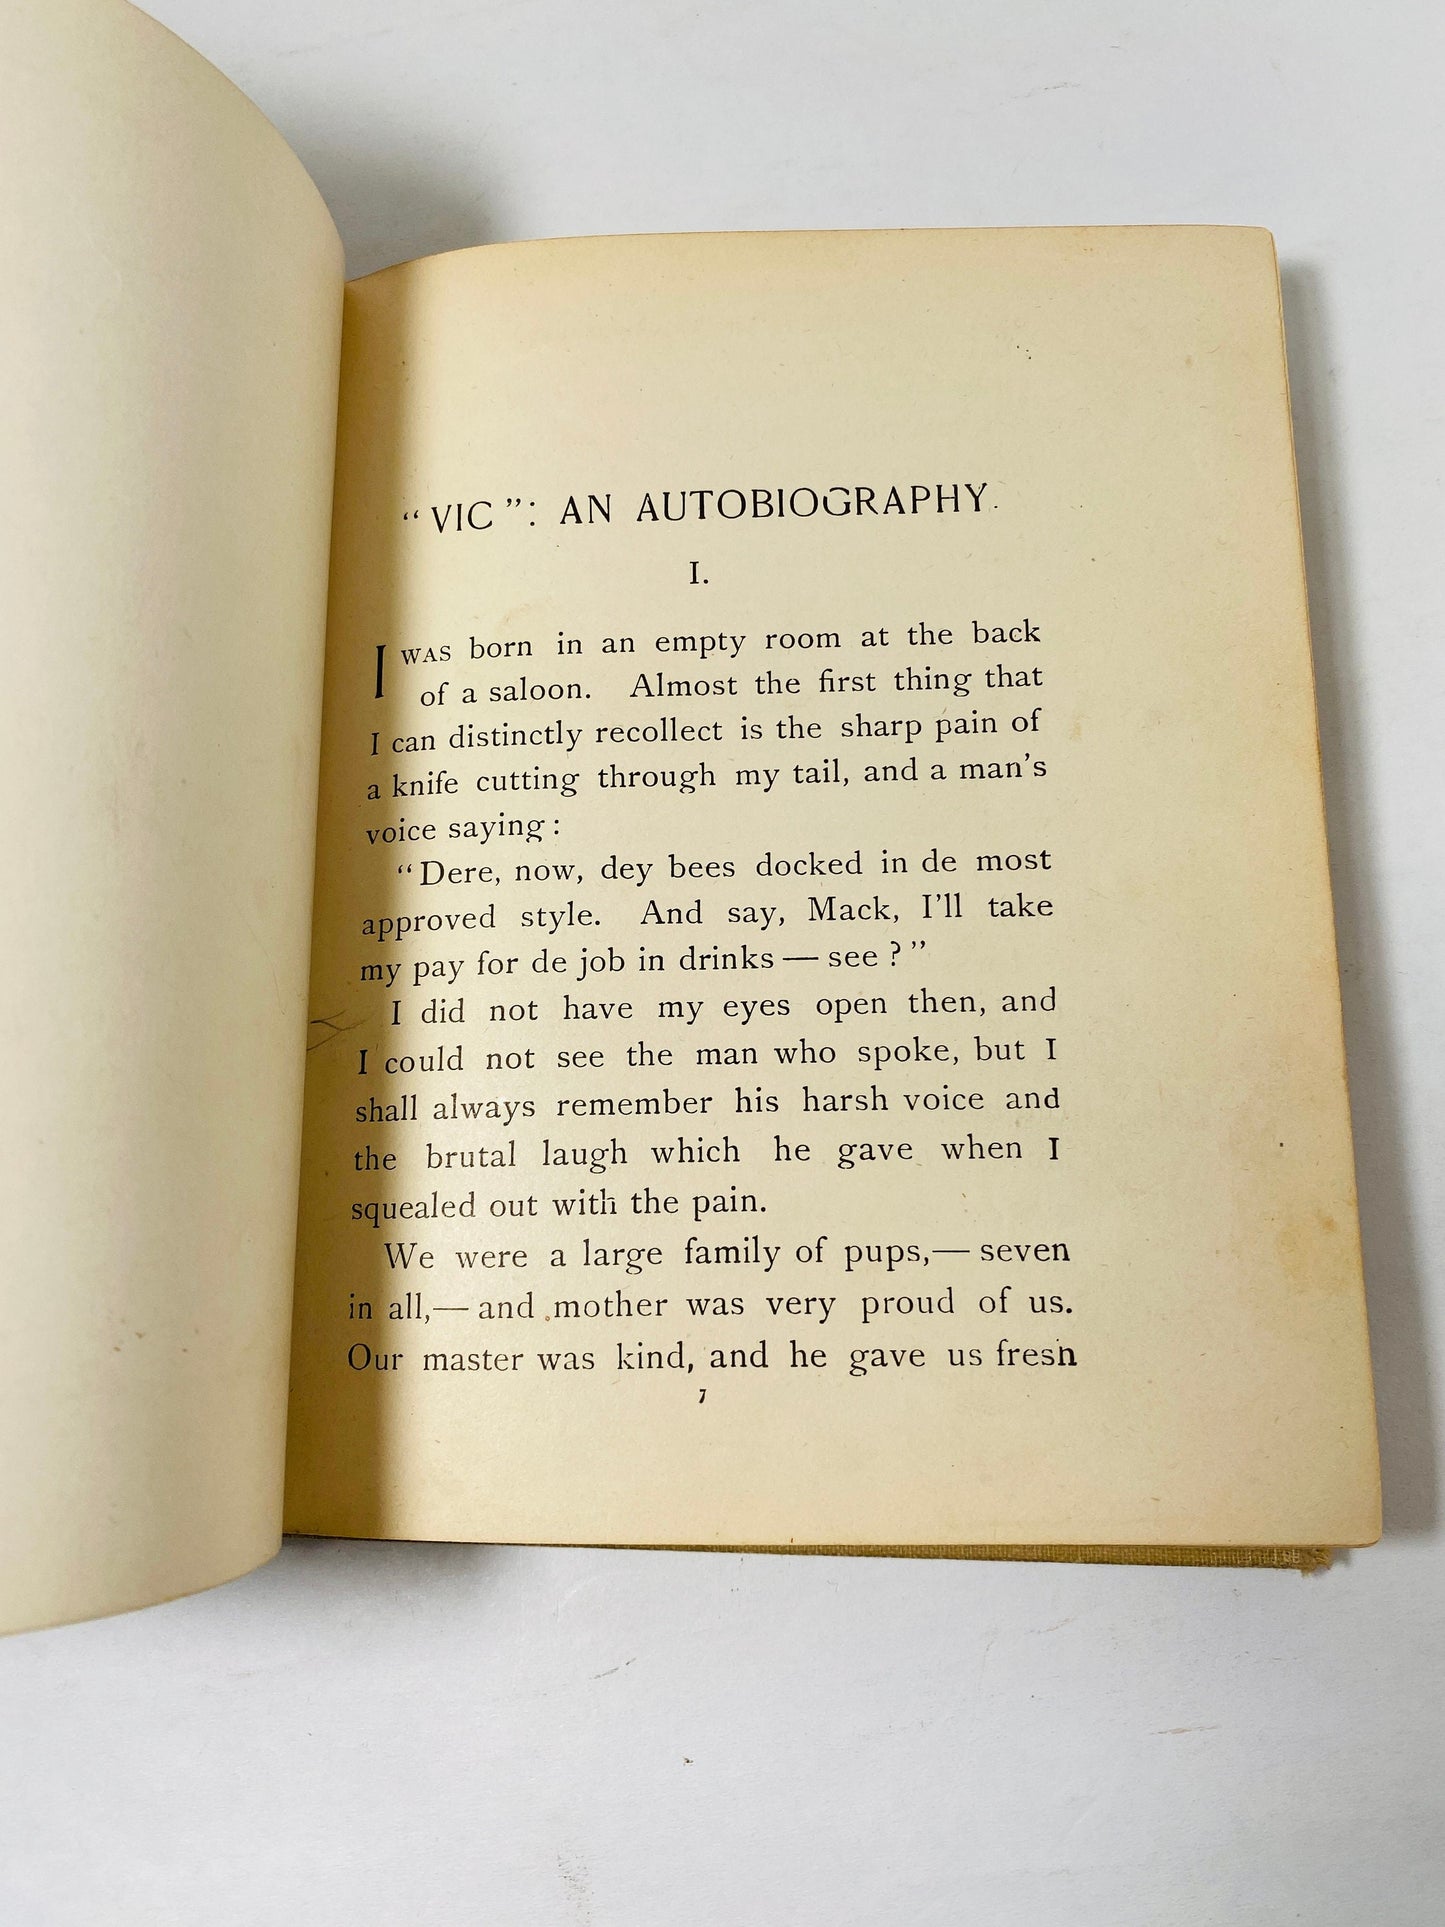 “VIC”: AN AUTOBIOGRAPHY.
I.
I WAS born in an empty room at the back
of a saloon. Almost the first thing that
I can distinctly recollect is the sharp pain of
a knife cutting through my tail, and a man's
voice saying:
“Dere, now, dey bees docked in de most
approved style. And say, Mack, I'll take
my pay for de job in drinks — see?”
I did not have my eyes open then, and
I could not see the man who spoke, but I
shall always remember his harsh voice and
the brutal laugh which he gave when I
squealed out with the pain.
We were a large family of pups,— seven
in all,— and mother was very proud of us.
Our master was kind, and he gave us fresh
7